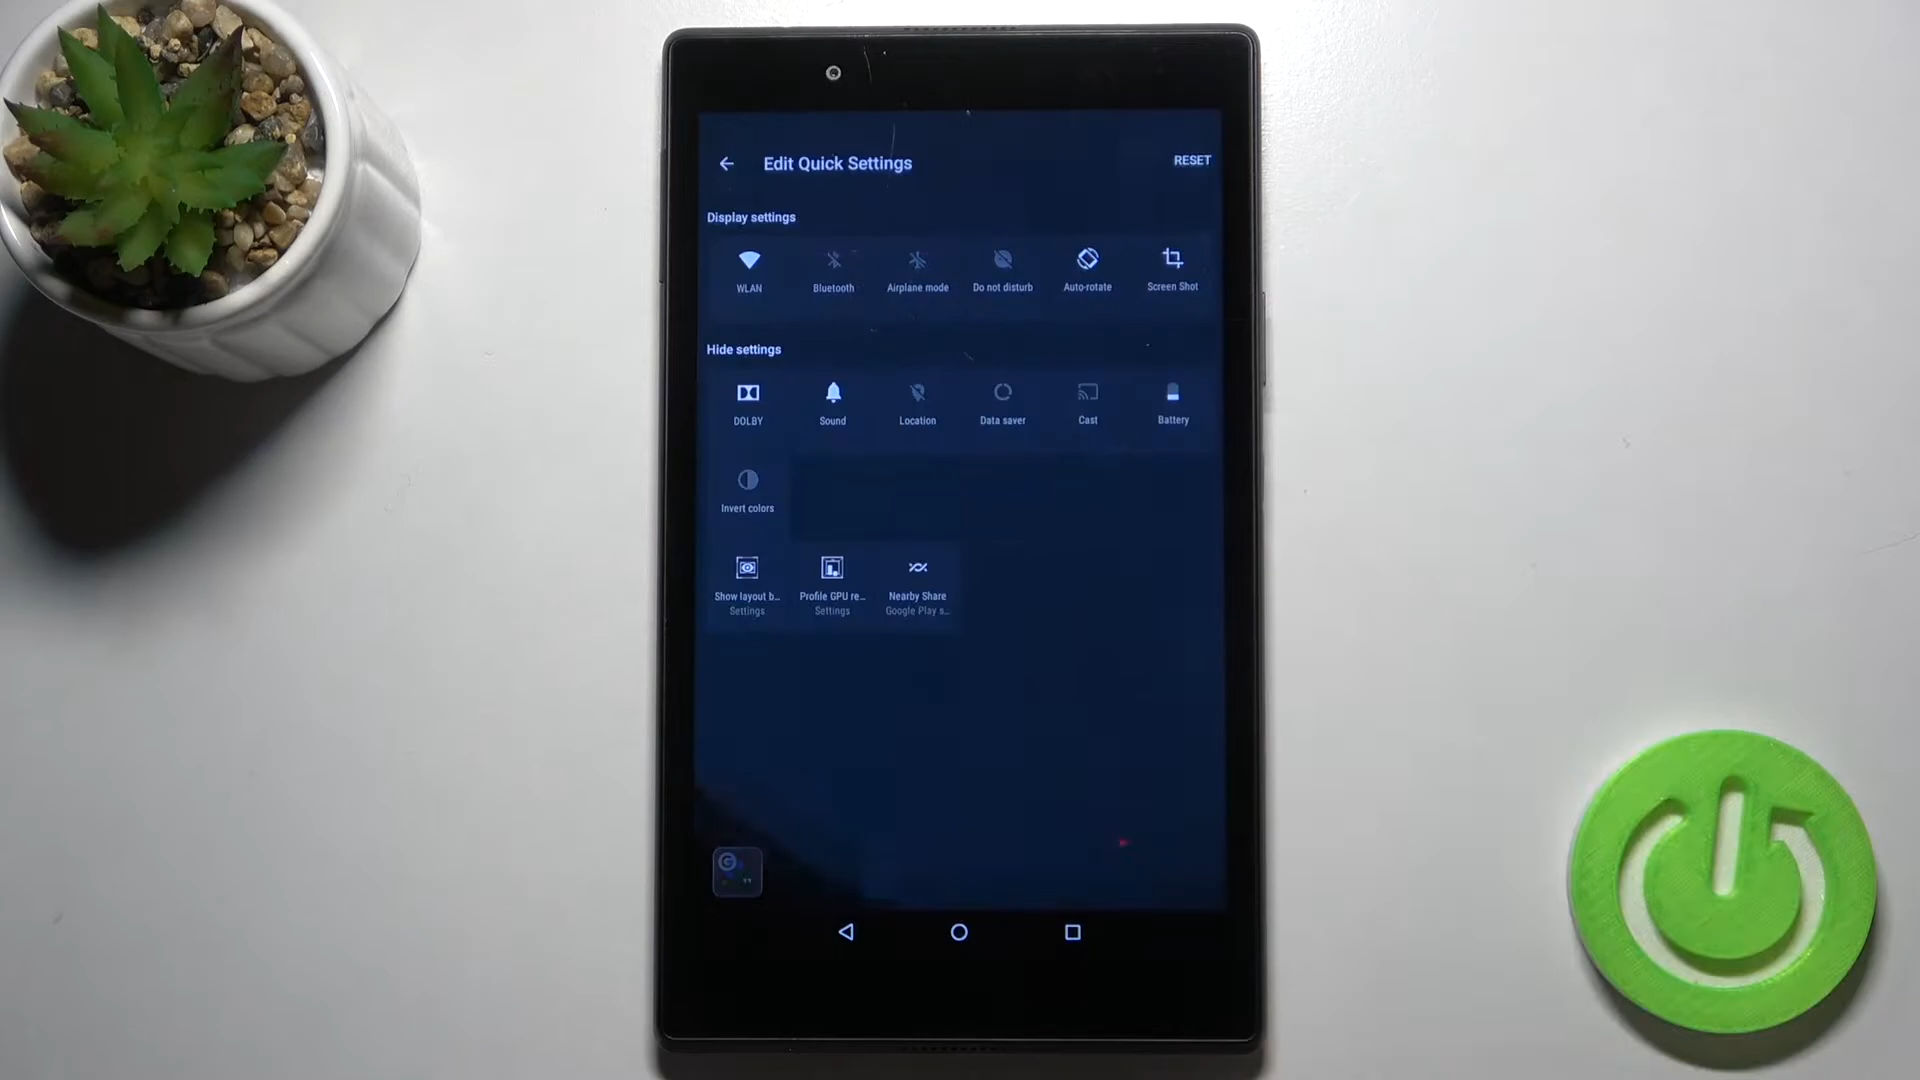 Edit Quick Settings
RESET
Display settings
WLAN
Bluetooth
Airplane mode
Do not disturb
Auto-rotate
Screen Shot
Hide settings
DOLBY
Sound
Location
Data saver
Cast
Battery
Invert colors
Show layout b...
Settings
Profile GPU re...
Settings
Nearby Share
Google Play s...